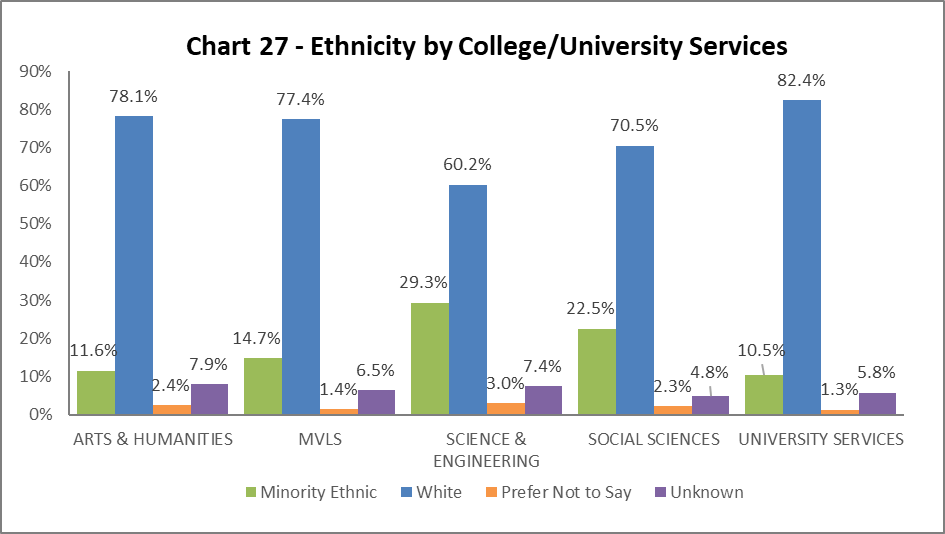 Chart 27 - Ethnicity by College/University Services
90%
80%
70%
60%
50%
40%
30%
20%
10%
0%
11.6%
78.1%
2.4%
7.9%
14.7%
77.4%
1.4%
6.5%
29.3%
60.2%
3.0%
7.4%
22.5%
70.5%
2.3%
4.8%
10.5%
82.4%
1.3%
5.8%
ARTS & HUMANITIES
MVLS
SCIENCE &
ENGINEERING
SOCIAL SCIENCES
UNIVERSITY SERVICES
Minority Ethnic
White
Prefer Not to Say
Unknown